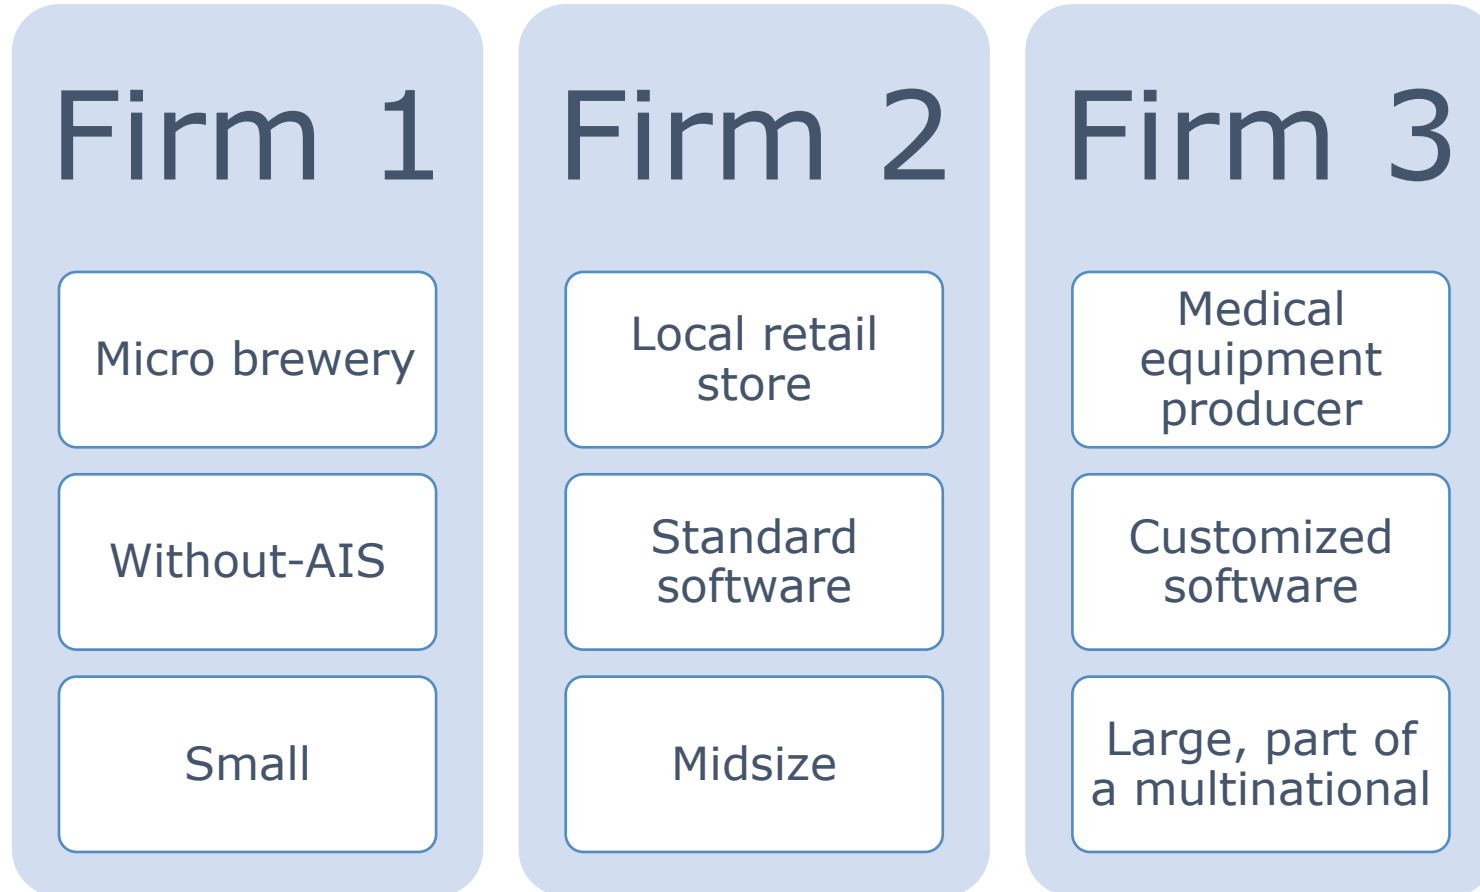 Firm 1
Micro brewery
Without-AIS
Small
Firm 2
Local retail
store
Standard
software
Midsize
Firm 3
Medical
equipment
producer
Customized
software
Large, part of
a multinational